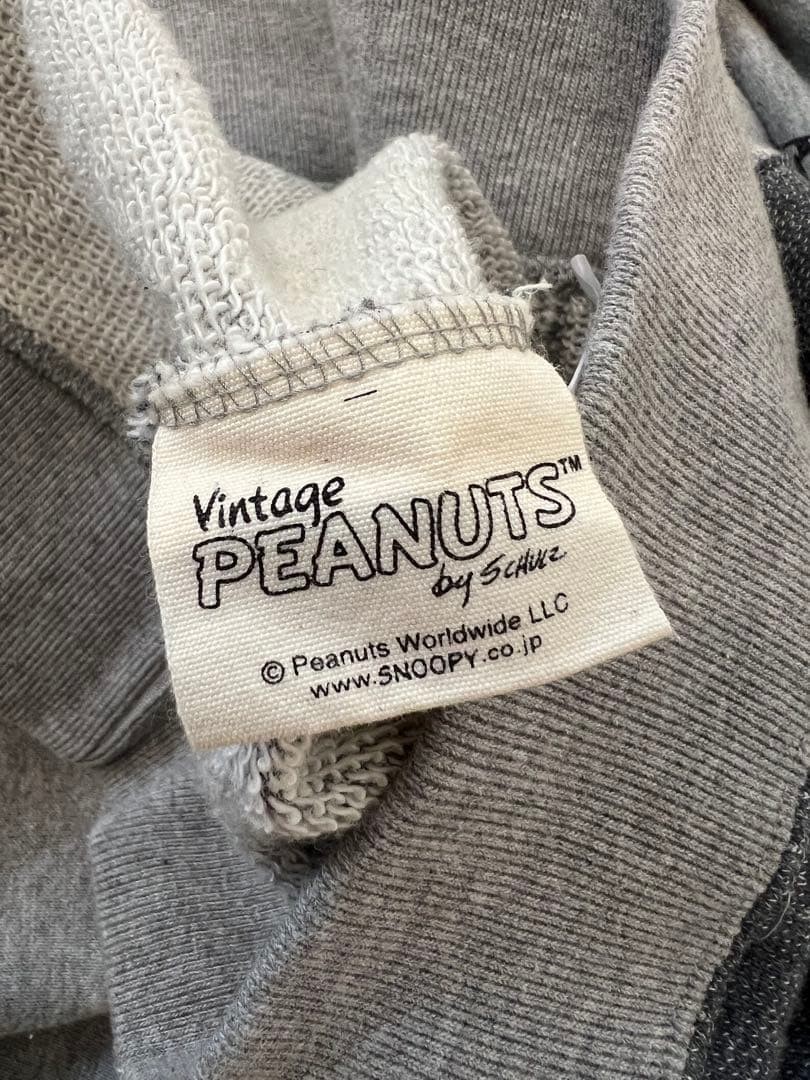 Vintage
PEANUTS™
by SCHULZ
© Peanuts Worldwide LLC
www.SNOOPY.co.jp